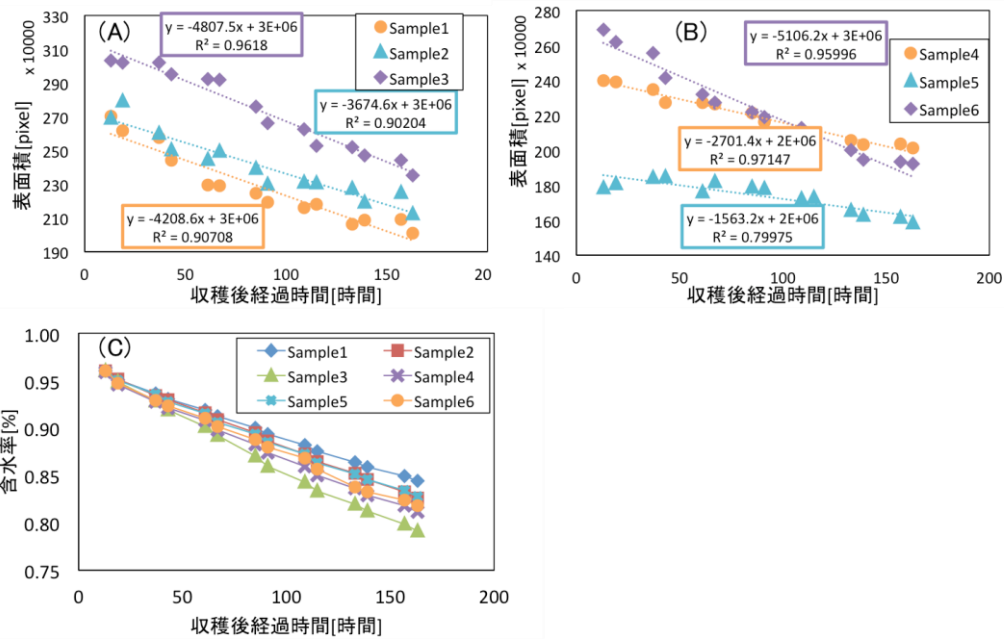 (A)
y = -4807.5x + 3E+06
R² = 0.9618
Sample1
Sample2
Sample3
y = -3674.6x + 3E+06
R² = 0.90204
y = -4208.6x + 3E+06
R² = 0.90708
x 10000
表面積[pixel]
330
310
290
270
250
230
210
190
0
50
100
150
20
収穫後経過時間[時間]
(B)
y = -5106.2x + 3E+06
R² = 0.95996
Sample4
Sample5
Sample6
y = -2701.4x + 2E+06
R² = 0.97147
y = -1563.2x + 2E+06
R² = 0.79975
表面積[pixel] x 10000
280
260
240
220
200
180
160
140
0
50
100
150
200
収穫後経過時間[時間]
(C)
Sample1
Sample2
Sample3
Sample4
Sample5
Sample6
含水率[%]
1.00
0.95
0.90
0.85
0.80
0.75
0
50
100
150
200
収穫後経過時間[時間]